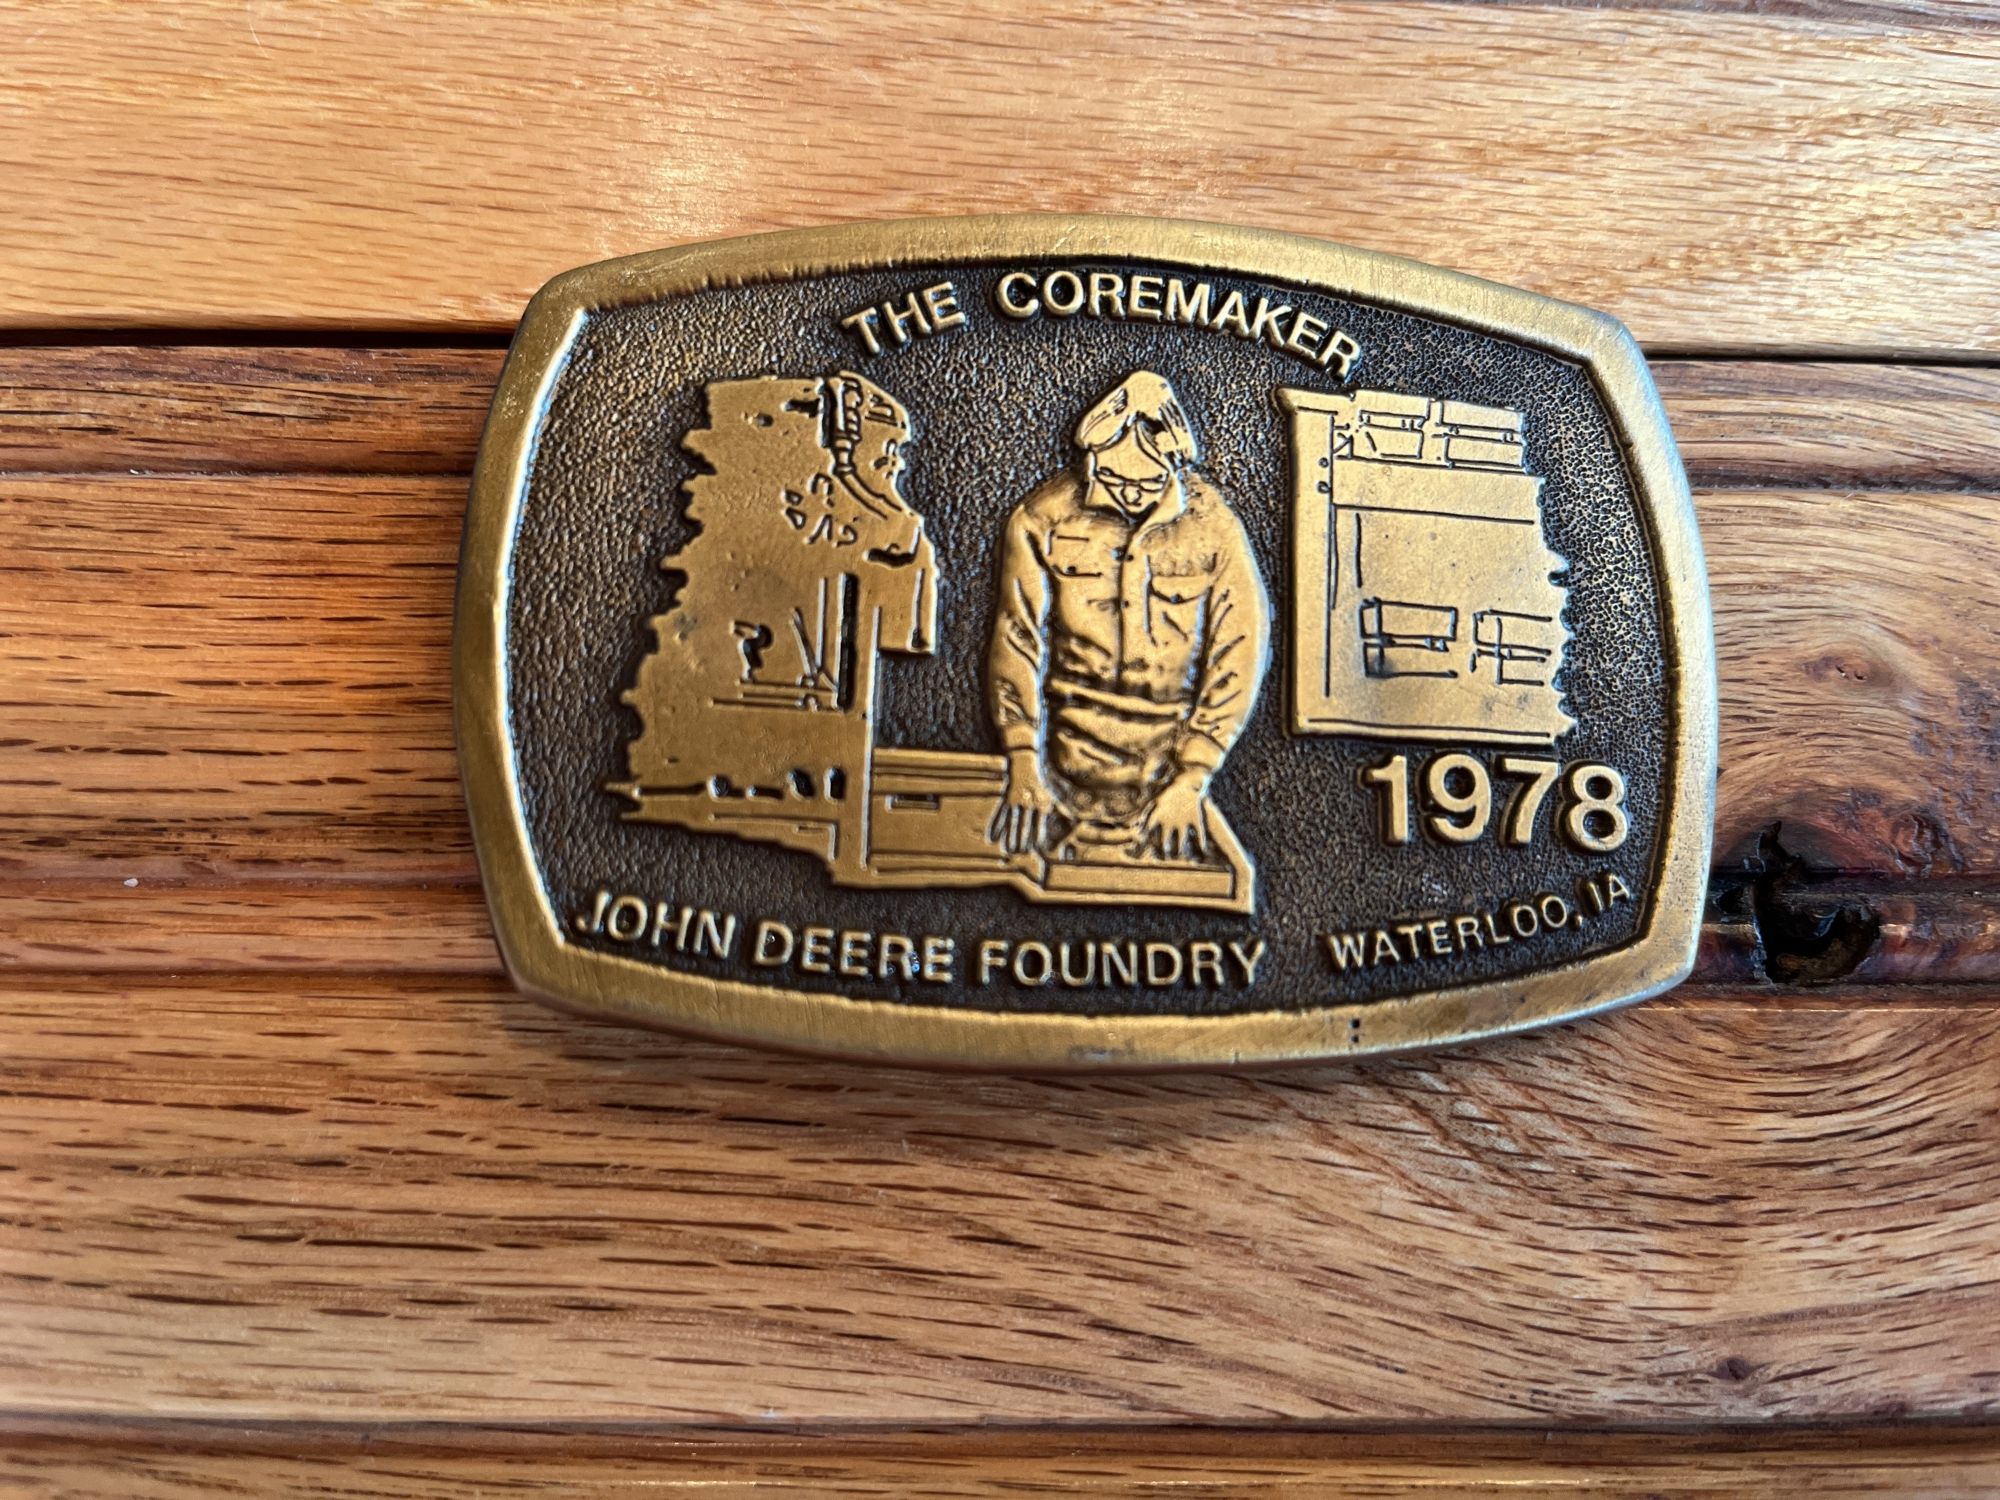 THE COREMAKER
1978
JOHN DEERE FOUNDRY WATERLOO, IA